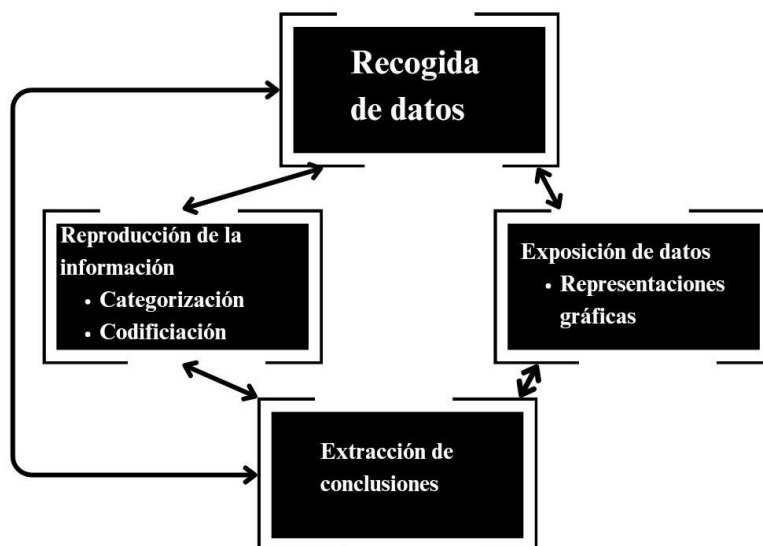 Recogida
de datos
Reproducción de la
información
• Categorización
• Codificiación
Exposición de datos
• Representaciones
gráficas
Extracción de
conclusiones